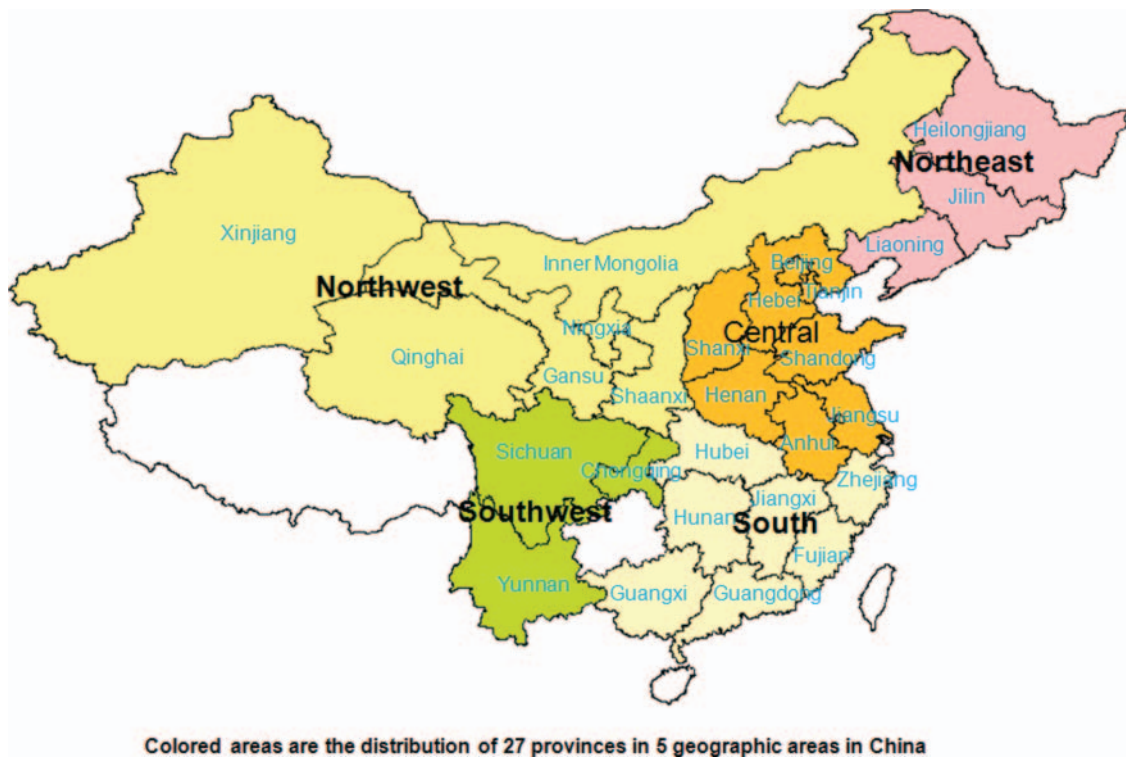 Heilongjiang
Northeast
Jilin
Xinjiang
Liaoning
Inner Mongolia
Beijing
Northwest
Tianjin
Hebei
Ningxia
Central
Shanxi
Qinghai
Shandong
Gansu
Shaanxi
Henan
Jiangsu
Sichuan
Hubei
Anhui
Chongqing
Zhejiang
Jiangxi
Southwest
Hunan
South
Fujian
Yunnan
Guangxi
Guangdong
Colored areas are the distribution of 27 provinces in 5 geographic areas in China